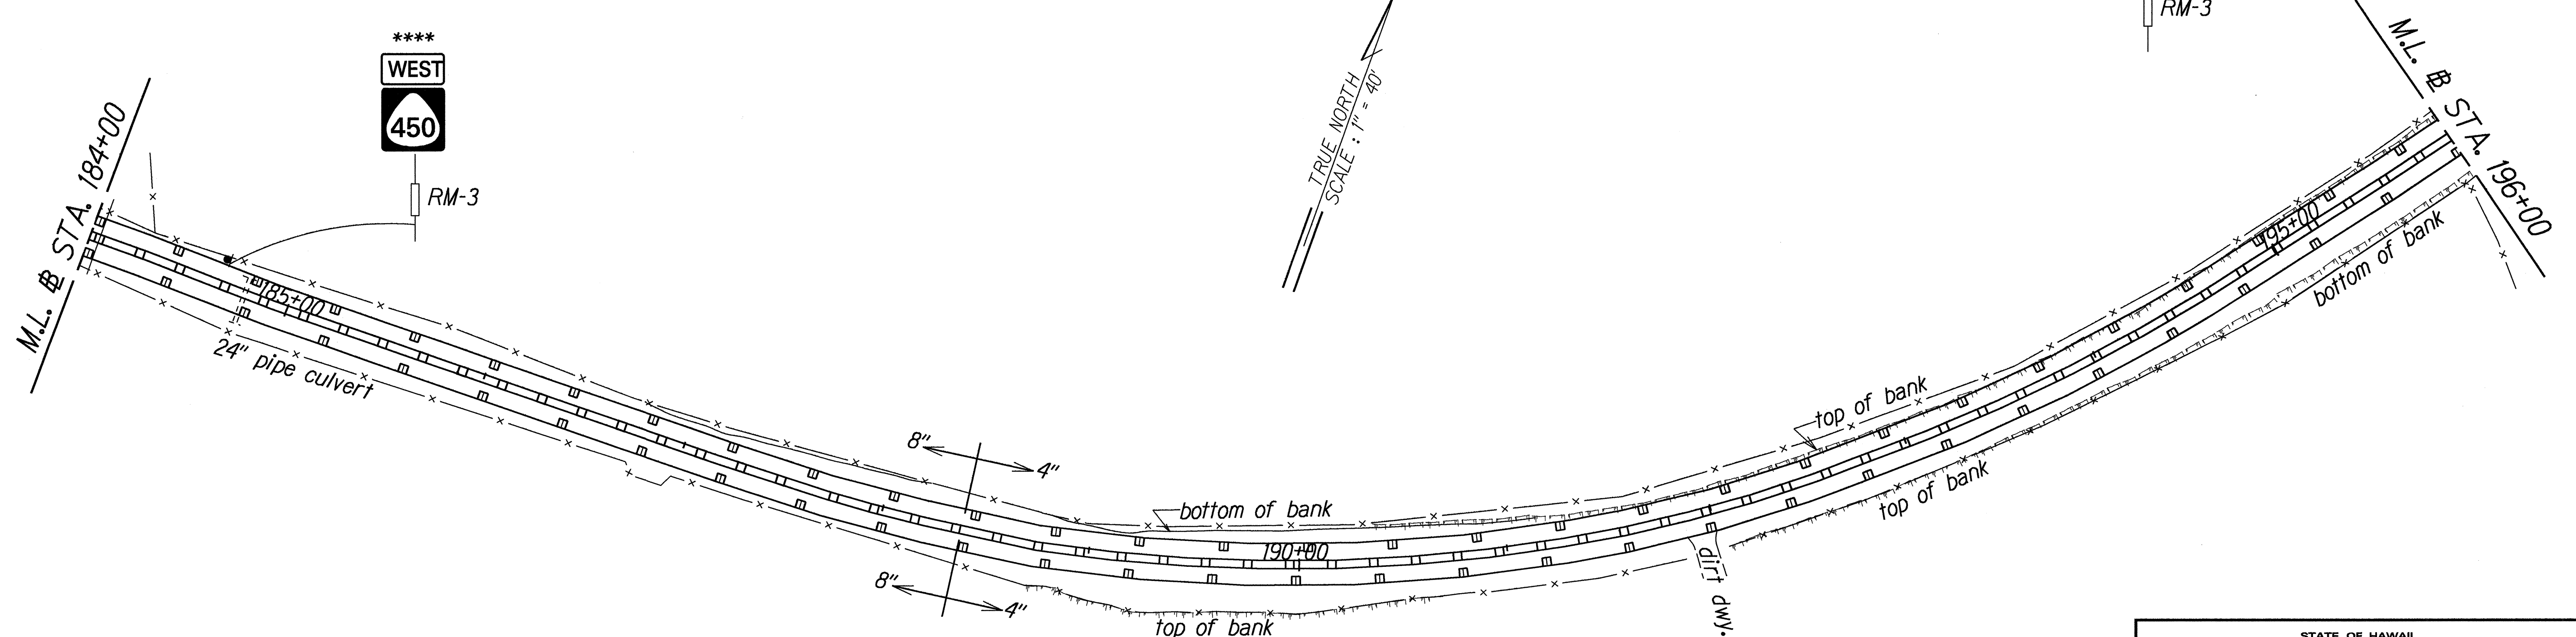 ****
WEST
450
RM-3
M.L. B STA. 184+00
185+00
24" pipe culvert
TRUE NORTH
SCALE : 1" = 40'
8"
4"
8"
4"
bottom of bank
190+00
top of bank
dirt dwy.
top of bank
top of bank
195+00
bottom of bank
RM-3
M.L. B STA. 196+00
STATE OF HAWAII